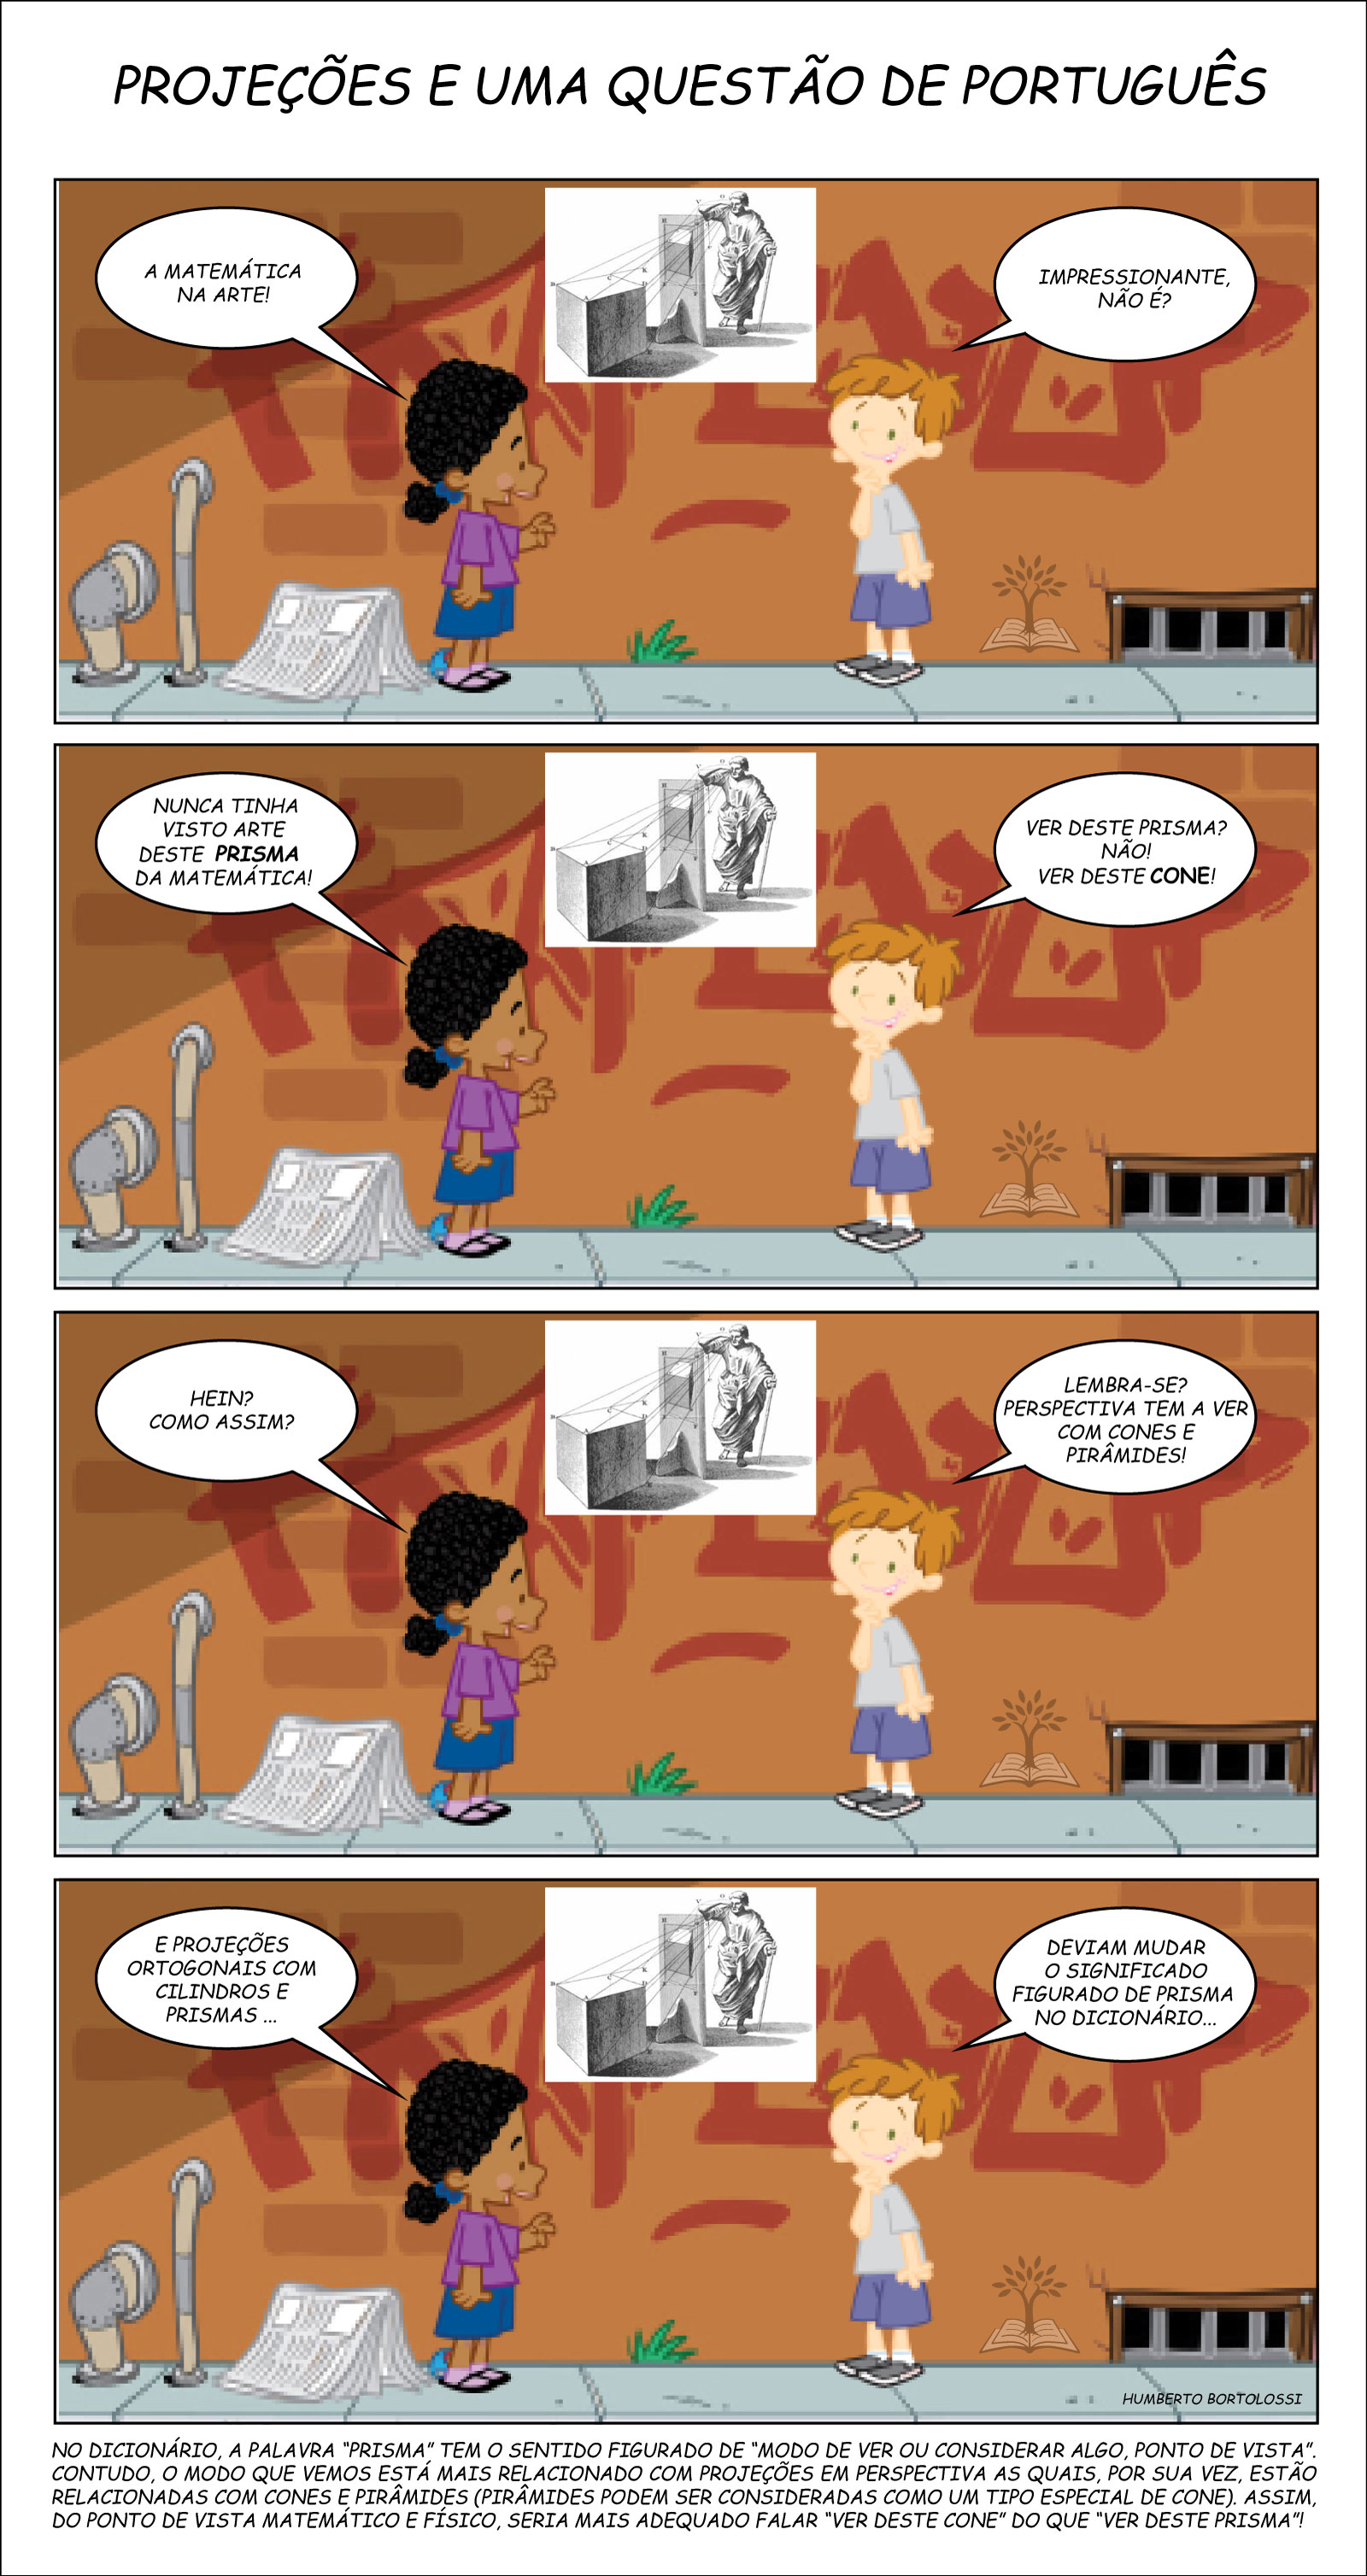 PROJEÇÕES E UMA QUESTÃO DE PORTUGUÊS
A MATEMÁTICA
NA ARTE!
IMPRESSIONANTE,
NÃO É?
NUNCA TINHA
VISTO ARTE
DESTE PRISMA
DA MATEMÁTICA!
VER DESTE PRISMA?
NÃO!
VER DESTE CONE!
HEIN?
COMO ASSIM?
LEMBRA-SE?
PERSPECTIVA TEM A VER
COM CONES E
PIRÂMIDES!
E PROJEÇÕES
ORTOGONAIS COM
CILINDROS E
PRISMAS ...
DEVIAM MUDAR
O SIGNIFICADO
FIGURADO DE PRISMA
NO DICIONÁRIO...
HUMBERTO BORTOLOSSI
NO DICIONÁRIO, A PALAVRA “PRISMA” TEM O SENTIDO FIGURADO DE “MODO DE VER OU CONSIDERAR ALGO, PONTO DE VISTA”.
CONTUDO, O MODO QUE VEMOS ESTÁ MAIS RELACIONADO COM PROJEÇÕES EM PERSPECTIVA AS QUAIS, POR SUA VEZ, ESTÃO
RELACIONADAS COM CONES E PIRÂMIDES (PIRÂMIDES PODEM SER CONSIDERADAS COMO UM TIPO ESPECIAL DE CONE). ASSIM,
DO PONTO DE VISTA MATEMÁTICO E FÍSICO, SERIA MAIS ADEQUADO FALAR “VER DESTE CONE” DO QUE “VER DESTE PRISMA”!